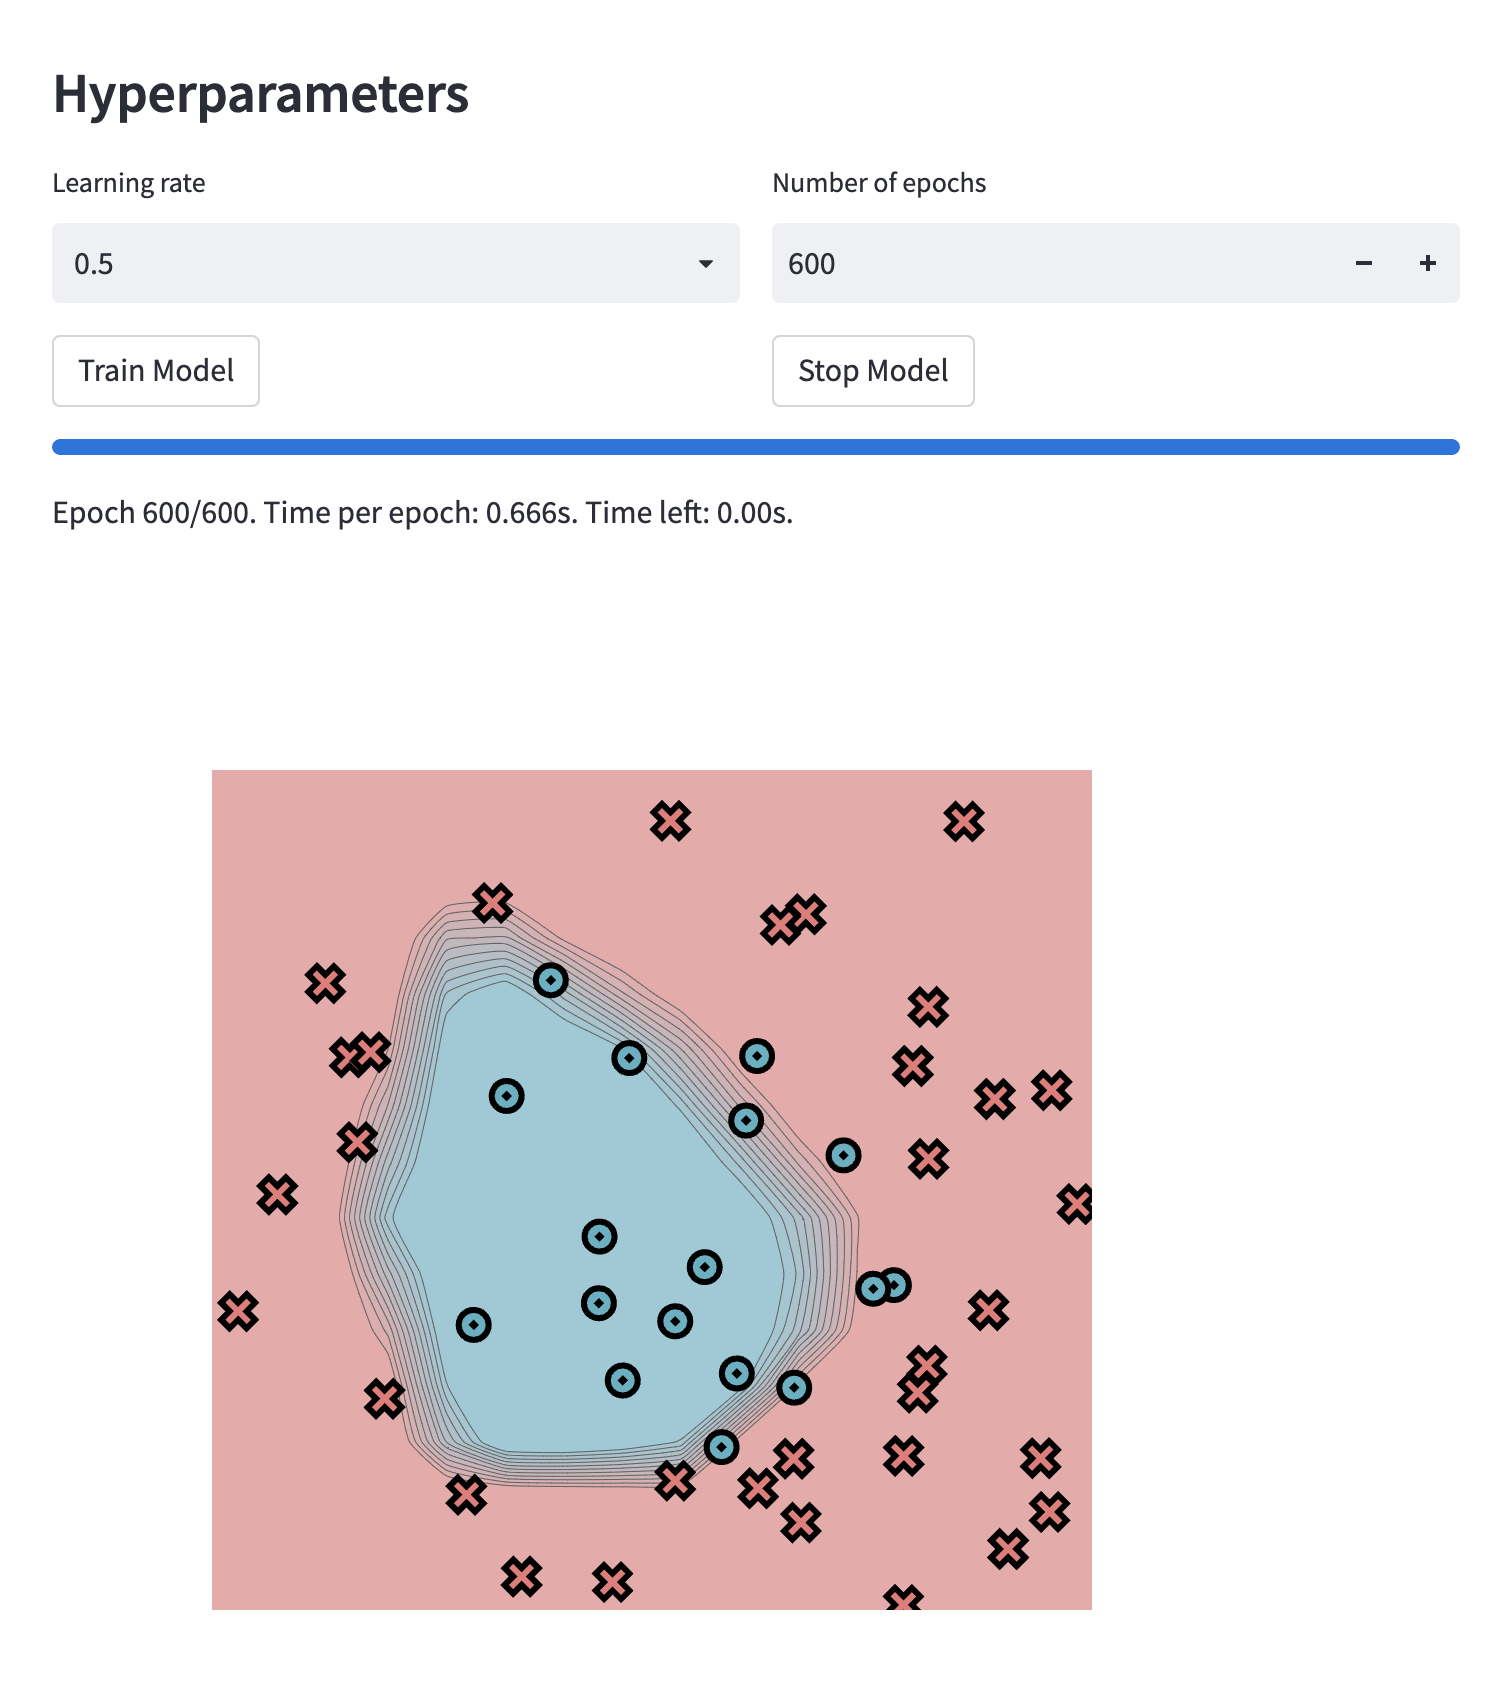 Hyperparameters
Learning rate
Number of epochs
0.5
600
Train Model
Stop Model
Epoch 600/600. Time per epoch: 0.666s. Time left: 0.00s.